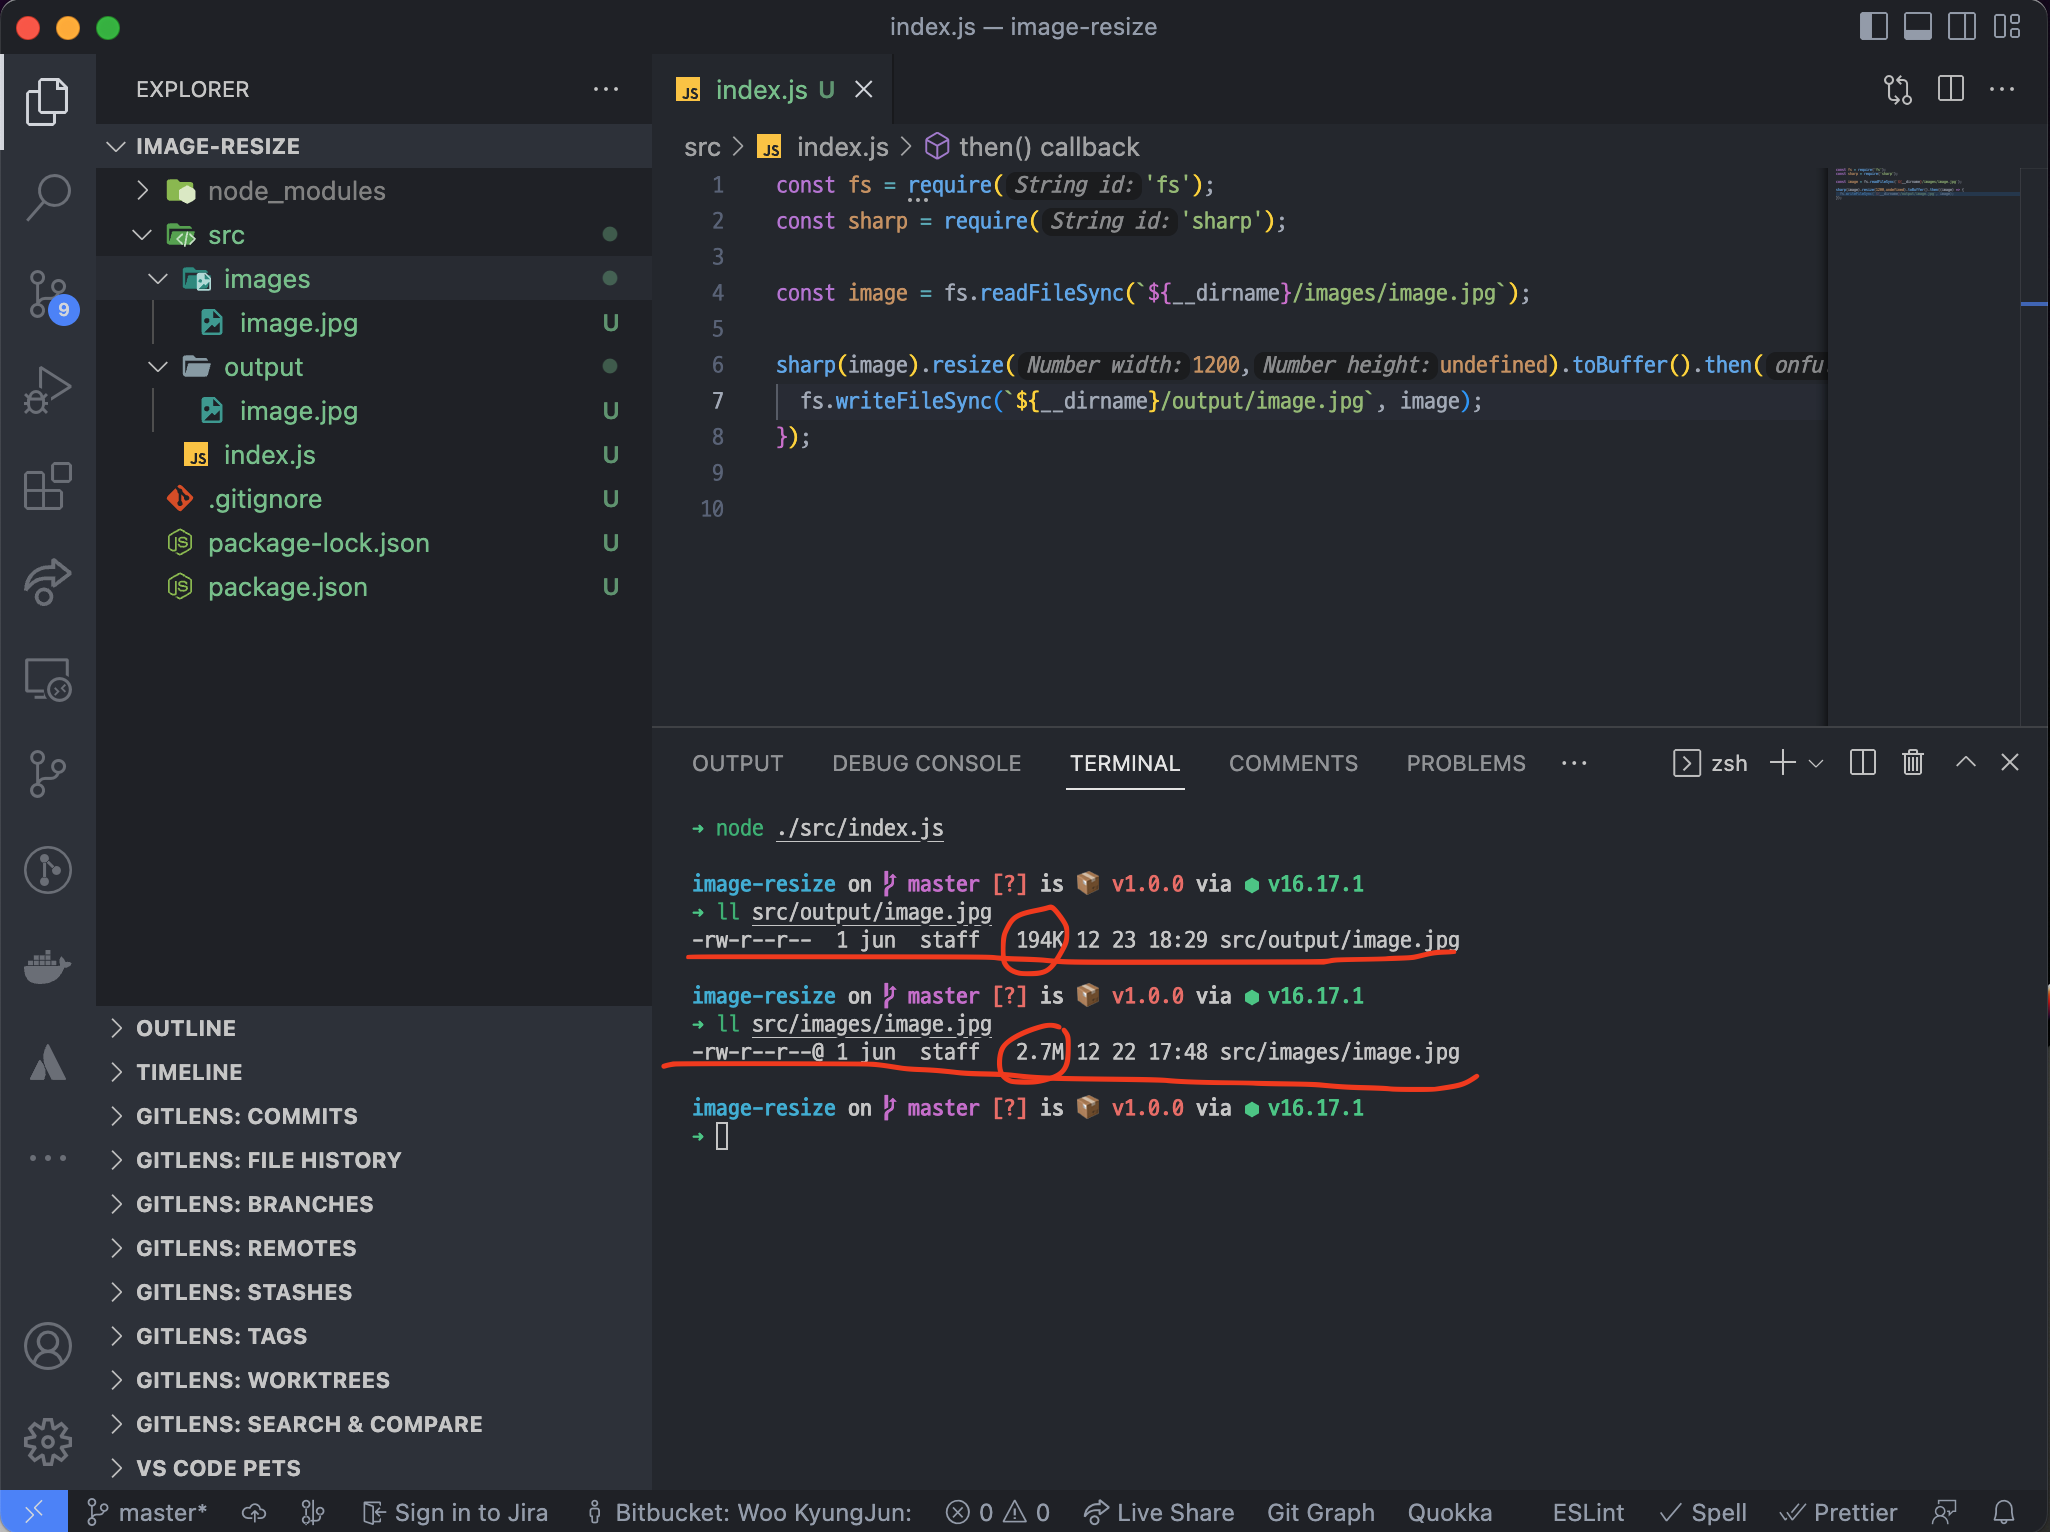 index.js — image-resize
EXPLORER
IMAGE-RESIZE
node_modules
src
images
image.jpg U
output
image.jpg U
index.js U
.gitignore U
package-lock.json U
package.json U
OUTLINE
TIMELINE
GITLENS: COMMITS
GITLENS: FILE HISTORY
GITLENS: BRANCHES
GITLENS: REMOTES
GITLENS: STASHES
GITLENS: TAGS
GITLENS: WORKTREES
GITLENS: SEARCH & COMPARE
VS CODE PETS
9
JS index.js U
src > JS index.js > then() callback
1 const fs = require(String id: 'fs');
2 const sharp = require(String id: 'sharp');
3
4 const image = fs.readFileSync(`${__dirname}/images/image.jpg`);
5
6 sharp(image).resize(Number width: 1200, Number height: undefined).toBuffer().then( onfu
7 fs.writeFileSync(`${__dirname}/output/image.jpg`, image);
8 });
9
10
OUTPUT DEBUG CONSOLE TERMINAL COMMENTS PROBLEMS ··· zsh
→ node ./src/index.js
image-resize on master [?] is 📦 v1.0.0 via ⬢ v16.17.1
→ ll src/output/image.jpg
-rw-r--r-- 1 jun staff 194K 12 23 18:29 src/output/image.jpg
image-resize on master [?] is 📦 v1.0.0 via ⬢ v16.17.1
→ ll src/images/image.jpg
-rw-r--r--@ 1 jun staff 2.7M 12 22 17:48 src/images/image.jpg
image-resize on master [?] is 📦 v1.0.0 via ⬢ v16.17.1
→
master* Sign in to Jira Bitbucket: Woo KyungJun: 0 0 Live Share Git Graph Quokka ESLint Spell Prettier